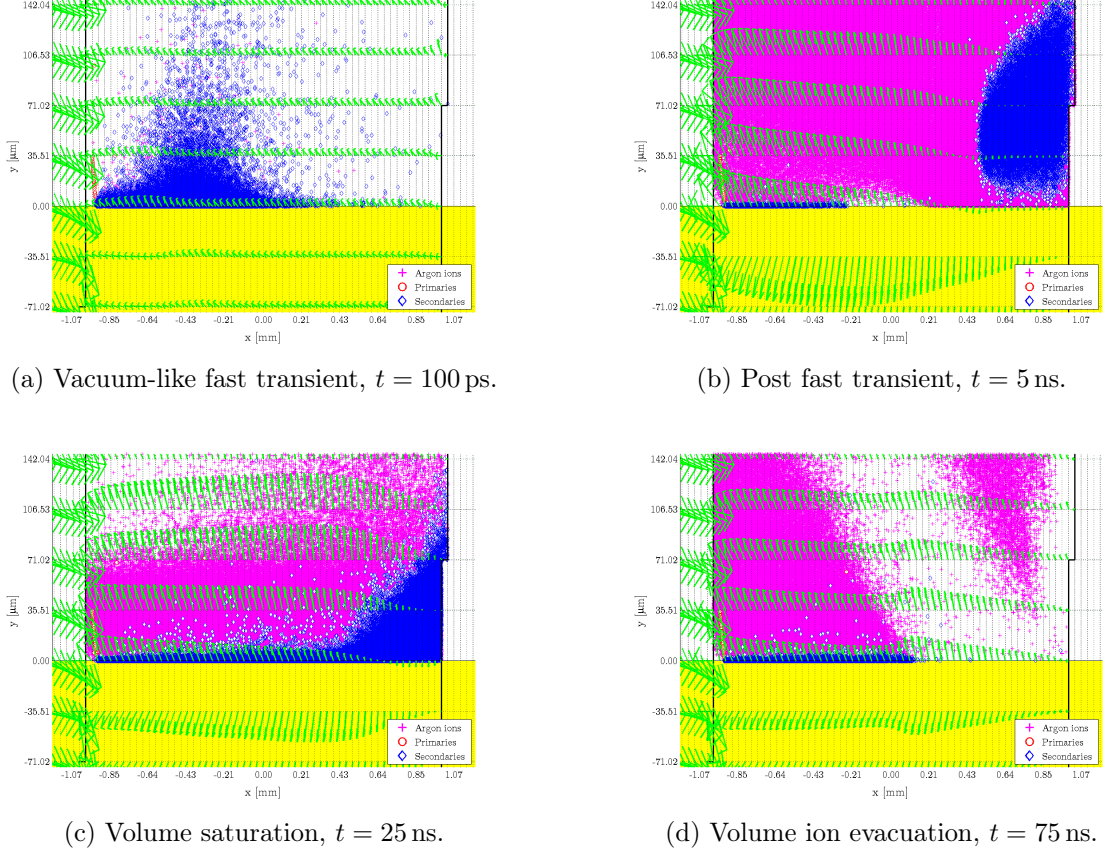 142.04
106.53
71.02
35.51
0.00
-35.51
-71.02
y [µm]
-1.07 -0.85 -0.64 -0.43 -0.21 0.00 0.21 0.43 0.64 0.85 1.07
x [mm]
Argon ions
Primaries
Secondaries
(a) Vacuum-like fast transient, t = 100 ps.
142.04
106.53
71.02
35.51
0.00
-35.51
-71.02
y [µm]
-1.07 -0.85 -0.64 -0.43 -0.21 0.00 0.21 0.43 0.64 0.85 1.07
x [mm]
Argon ions
Primaries
Secondaries
(b) Post fast transient, t = 5 ns.
142.04
106.53
71.02
35.51
0.00
-35.51
-71.02
y [µm]
-1.07 -0.85 -0.64 -0.43 -0.21 0.00 0.21 0.43 0.64 0.85 1.07
x [mm]
Argon ions
Primaries
Secondaries
(c) Volume saturation, t = 25 ns.
142.04
106.53
71.02
35.51
0.00
-35.51
-71.02
y [µm]
-1.07 -0.85 -0.64 -0.43 -0.21 0.00 0.21 0.43 0.64 0.85 1.07
x [mm]
Argon ions
Primaries
Secondaries
(d) Volume ion evacuation, t = 75 ns.